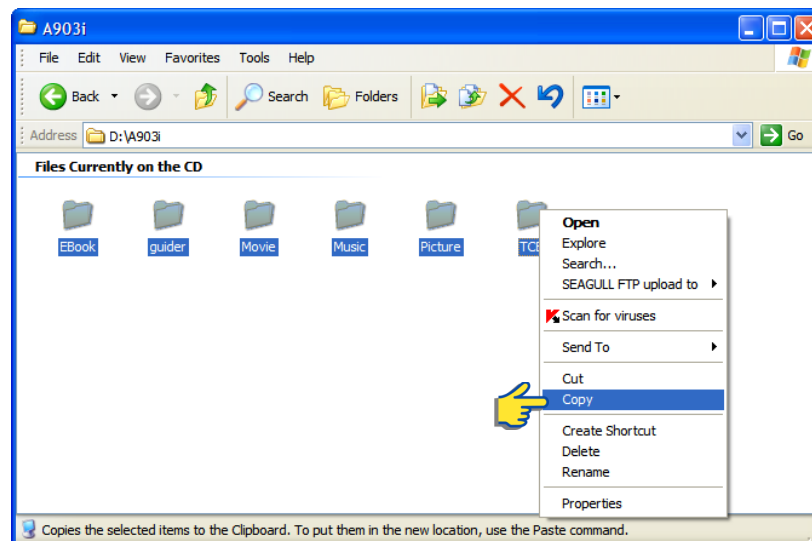 A903i
File Edit View Favorites Tools Help
Back Search Folders
Address D:\A903i Go
Files Currently on the CD
EBook guider Movie Music Picture
Open
Explore
Search...
SEAGULL FTP upload to
Scan for viruses
Send To
Cut
Copy
Create Shortcut
Delete
Rename
Properties
Copies the selected items to the Clipboard. To put them in the new location, use the Paste command.